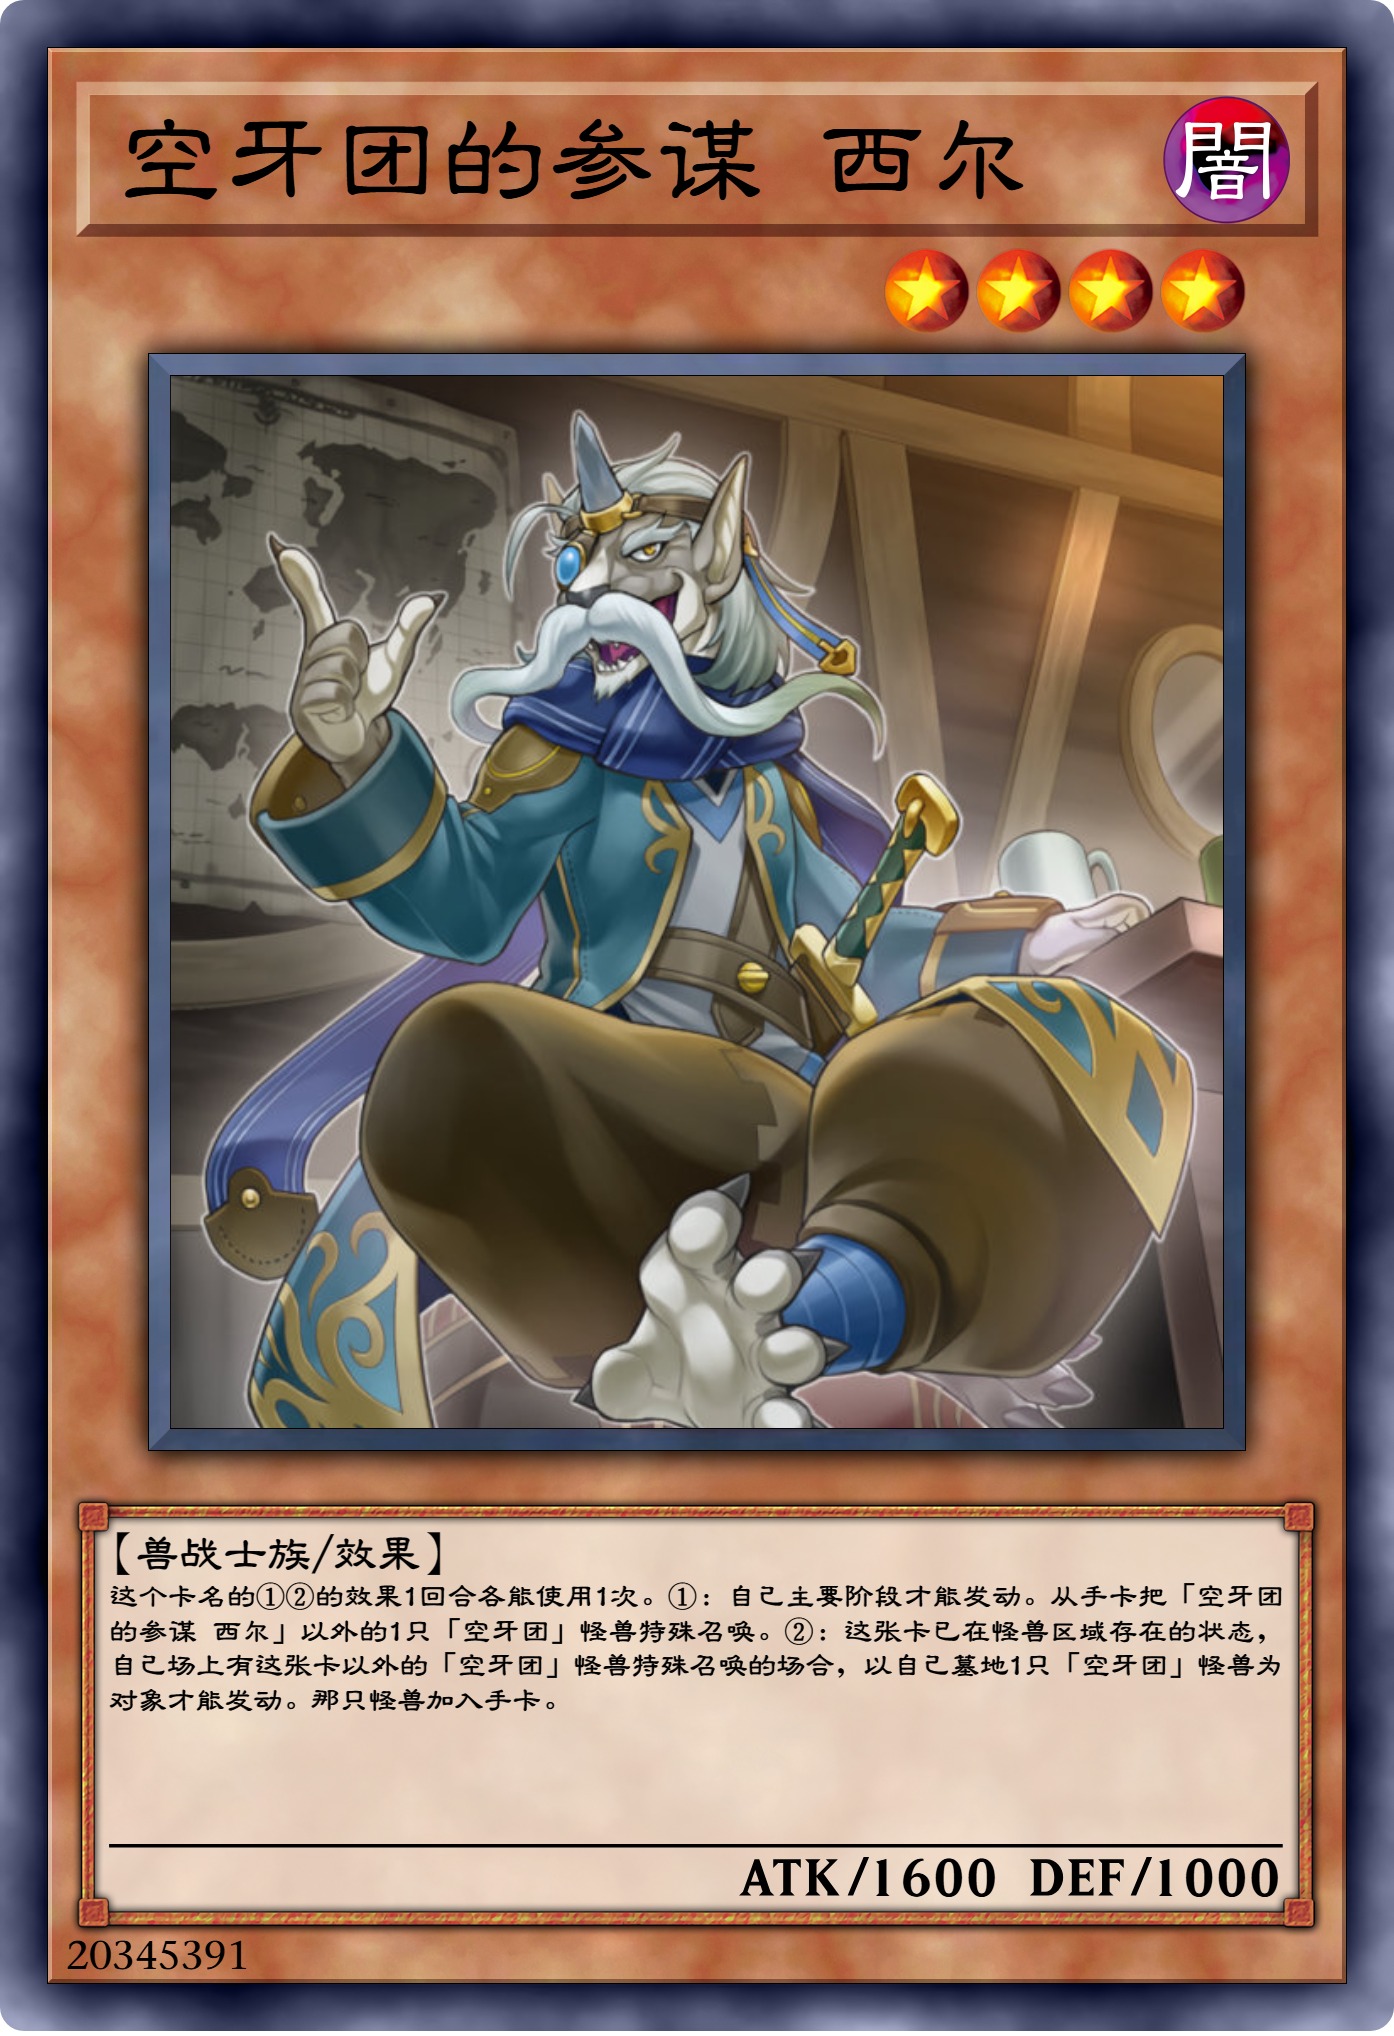 空牙团的参谋 西尔
闇
【兽战士族/效果】
这个卡名的①②的效果1回合各能使用1次。①：自己主要阶段才能发动。从手卡把「空牙团
的参谋 西尔」以外的1只「空牙团」怪兽特殊召唤。②：这张卡已在怪兽区域存在的状态，
自己场上有这张卡以外的「空牙团」怪兽特殊召唤的场合，以自己墓地1只「空牙团」怪兽为
对象才能发动。那只怪兽加入手卡。
ATK/1600 DEF/1000
20345391